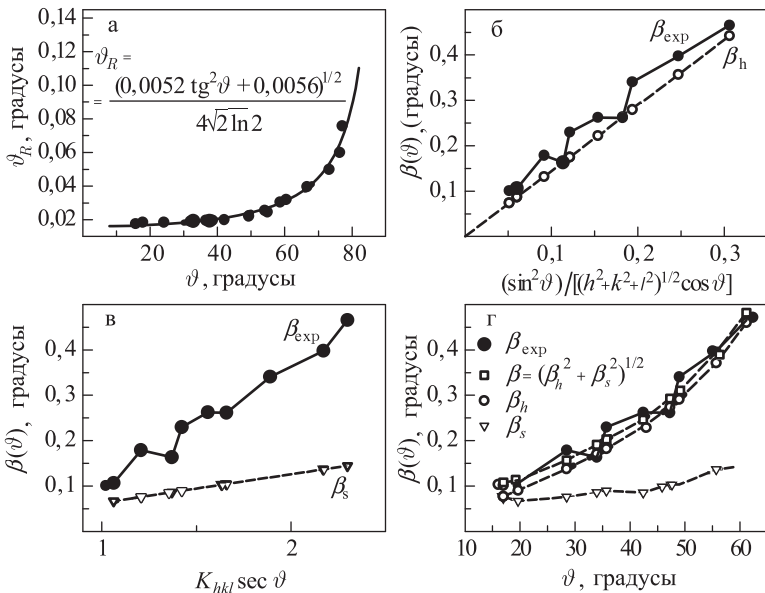 а
ϑ_R =
= (0,0052 tg²ϑ + 0,0056)^1/2
4√2 ln 2
0,14
0,12
0,10
0,08
0,06
0,04
0,02
ϑ_R, градусы
20 40 60 80
ϑ, градусы
б
β_exp
β_h
0,4
0,3
0,2
0,1
β(ϑ), (градусы)
0,1 0,2 0,3
(sin²ϑ)/[(h²+k²+l²)^1/2 cos ϑ]
в
β_exp
β_s
0,4
0,3
0,2
0,1
β(ϑ), градусы
1 2
K_hkl sec ϑ
г
β_exp
β = (β_h² + β_s²)^1/2
β_h
β_s
0,4
0,3
0,2
0,1
β(ϑ), градусы
10 20 30 40 50 60
ϑ, градусы